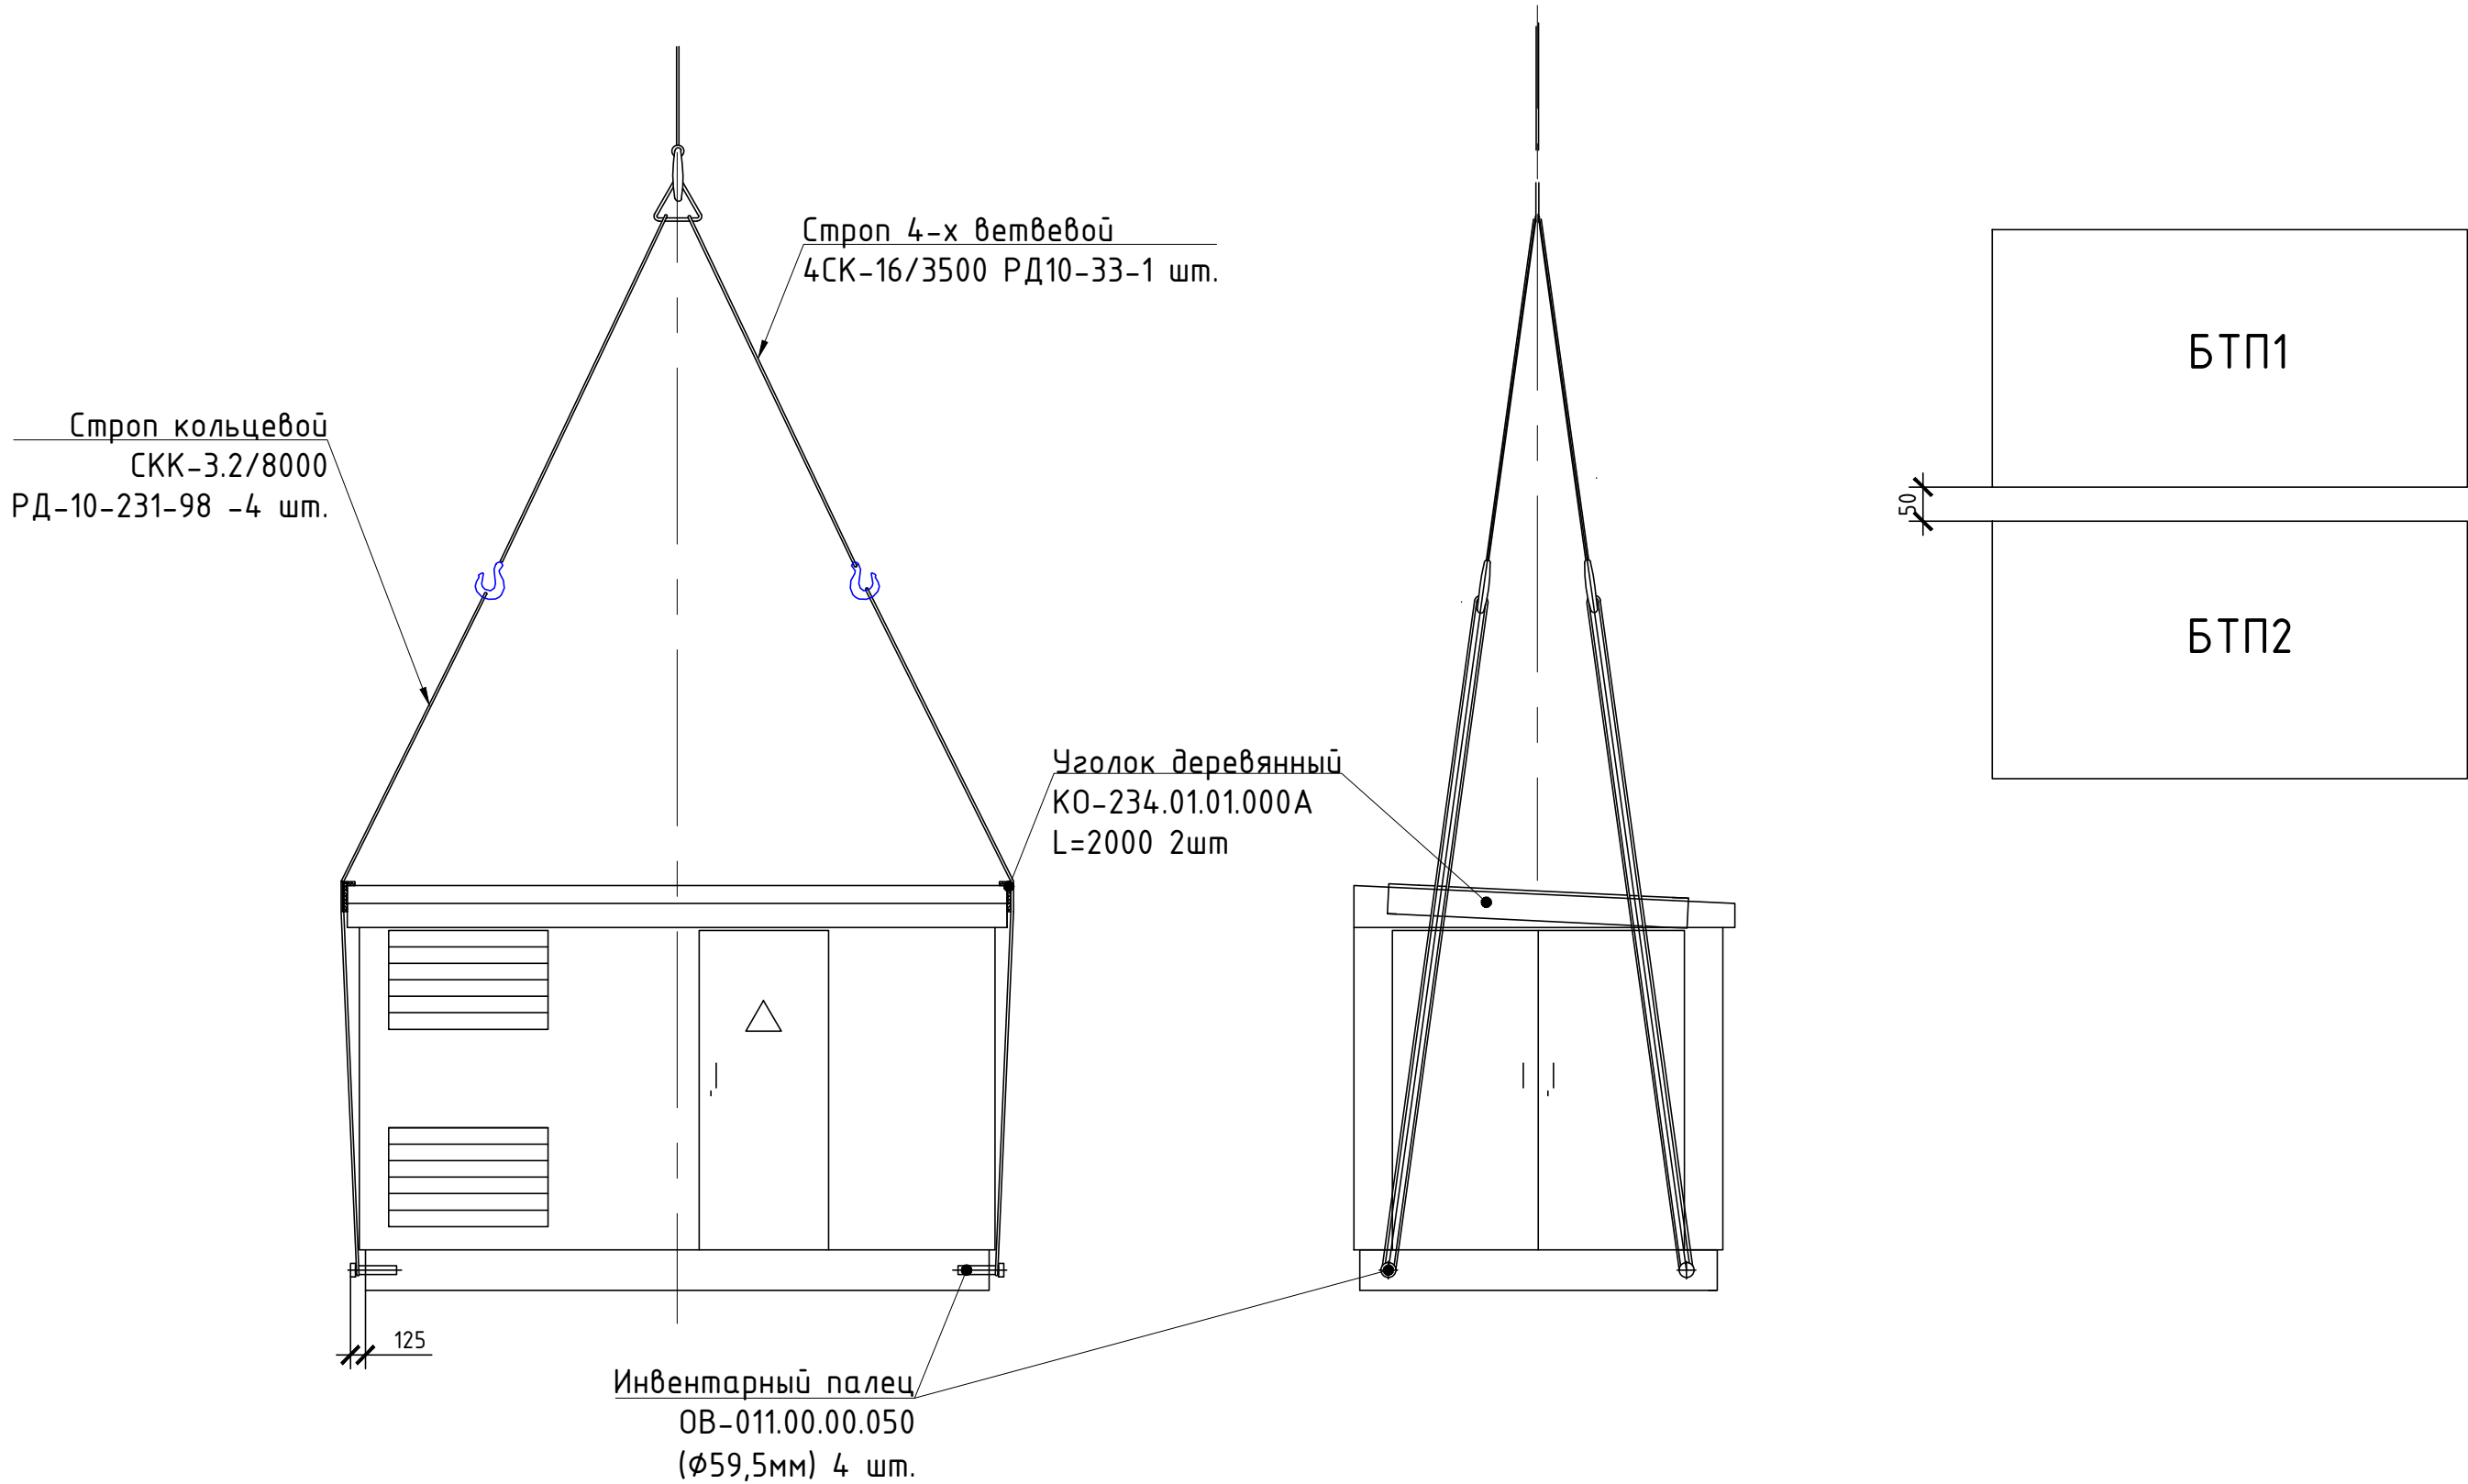 Строп 4-х ветвевой
4СК-16/3500 РД10-33-1 шт.
Строп кольцевой
СКК-3.2/8000
РД-10-231-98 -4 шт.
БТП1
50
БТП2
Уголок деревянный
КО-234.01.01.000А
L=2000 2шт
125
Инвентарный палец
ОВ-011.00.00.050
(Ø59,5мм) 4 шт.